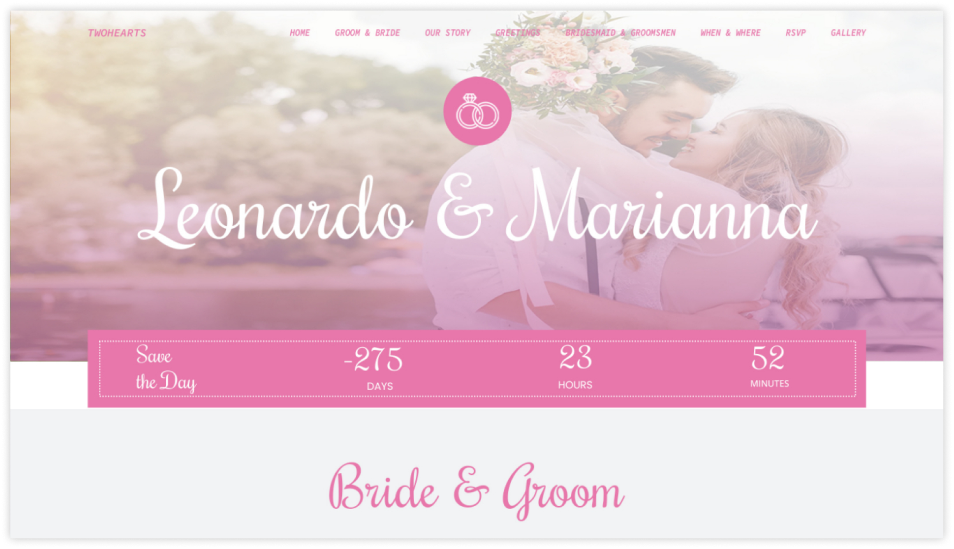 TWOHEARTS HOME GROOM & BRIDE OUR STORY GREETINGS BRIDESMAID & GROOMSMEN WHEN & WHERE RSVP GALLERY
Leonardo & Marianna
Save
the Day
-275
DAYS
23
HOURS
52
MINUTES
Bride & Groom